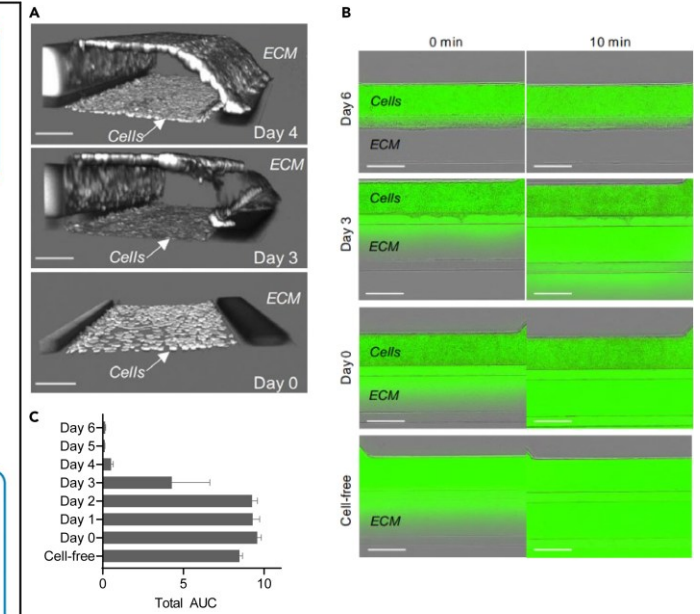 A
ECM
Cells
Day 4
ECM
Cells
Day 3
ECM
Cells
Day 0
B
0 min
10 min
Day 6
Cells
ECM
Day 3
Cells
ECM
Day 0
Cells
ECM
Cell-free
ECM
C
Day 6
Day 5
Day 4
Day 3
Day 2
Day 1
Day 0
Cell-free
0
5
10
Total AUC